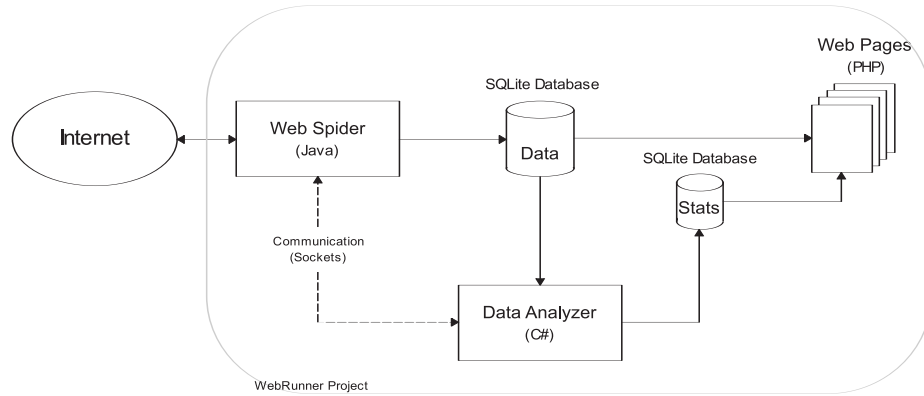 Web Pages
(PHP)
SQLite Database
Internet
Web Spider
(Java)
Data
SQLite Database
Stats
Communication
(Sockets)
Data Analyzer
(C#)
WebRunner Project